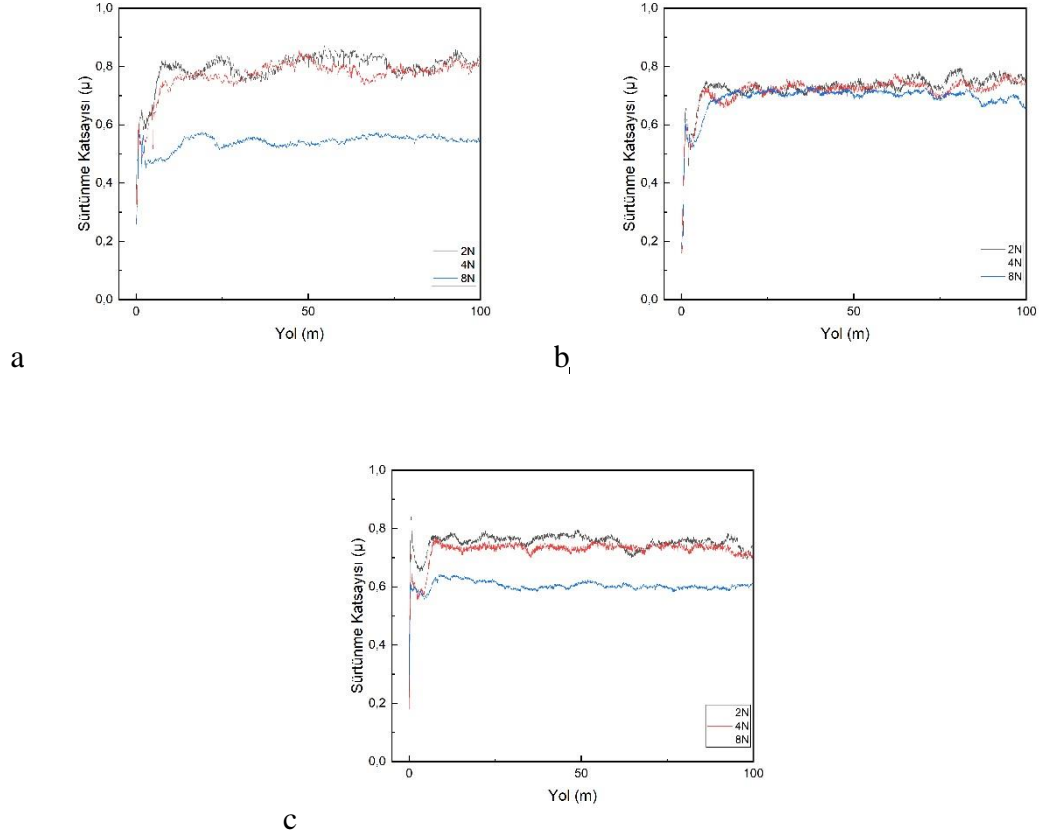 1,0
0,8
0,6
0,4
0,2
0,0
Sürtünme Katsayısı (μ)
2N
4N
8N
0 50 100
Yol (m)
a
1,0
0,8
0,6
0,4
0,2
0,0
Sürtünme Katsayısı (μ)
2N
4N
8N
0 50 100
Yol (m)
b
1,0
0,8
0,6
0,4
0,2
0,0
Sürtünme Katsayısı (μ)
2N
4N
8N
0 50 100
Yol (m)
c